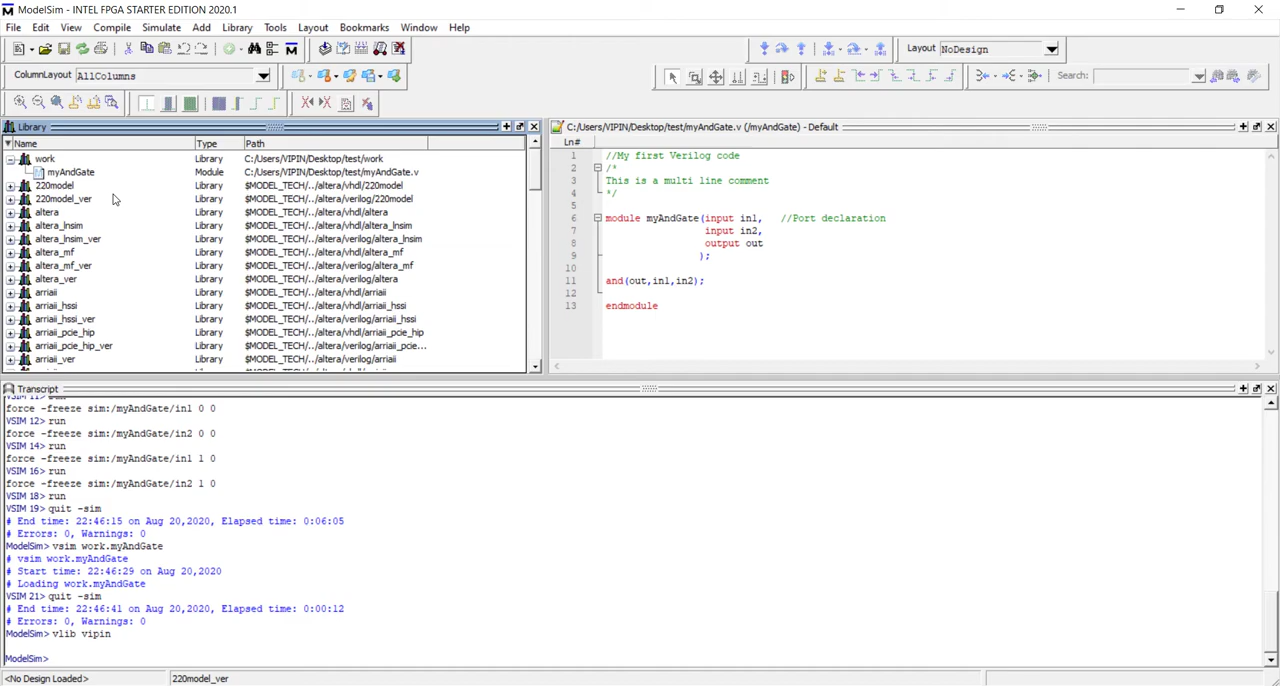 ModelSim - INTEL FPGA STARTER EDITION 2020.1
File Edit View Compile Simulate Add Library Tools Layout Bookmarks Window Help
Layout NoDesign
ColumnLayout AllColumns
Search:
Library
Name Type Path
work Library C:/Users/VIPIN/Desktop/test/work
myAndGate Module C:/Users/VIPIN/Desktop/test/myAndGate.v
220model Library $MODEL_TECH/../altera/vhdl/220model
220model_ver Library $MODEL_TECH/../altera/verilog/220model
altera Library $MODEL_TECH/../altera/vhdl/altera
altera_lnsim Library $MODEL_TECH/../altera/vhdl/altera_lnsim
altera_lnsim_ver Library $MODEL_TECH/../altera/verilog/altera_lnsim
altera_mf Library $MODEL_TECH/../altera/vhdl/altera_mf
altera_mf_ver Library $MODEL_TECH/../altera/verilog/altera_mf
altera_ver Library $MODEL_TECH/../altera/verilog/altera
arriaii Library $MODEL_TECH/../altera/vhdl/arriaii
arriaii_hssi Library $MODEL_TECH/../altera/vhdl/arriaii_hssi
arriaii_hssi_ver Library $MODEL_TECH/../altera/verilog/arriaii_hssi
arriaii_pcie_hip Library $MODEL_TECH/../altera/vhdl/arriaii_pcie_hip
arriaii_pcie_hip_ver Library $MODEL_TECH/../altera/verilog/arriaii_pcie...
arriaii_ver Library $MODEL_TECH/../altera/verilog/arriaii
C:/Users/VIPIN/Desktop/test/myAndGate.v (/myAndGate) - Default
Ln#
1 //My first Verilog code
2 /*
3 This is a multi line comment
4 */
5
6 module myAndGate(input in1, //Port declaration
7 input in2,
8 output out
9 );
10
11 and(out,in1,in2);
12
13 endmodule
Transcript
force -freeze sim:/myAndGate/in1 0 0
VSIM 12> run
force -freeze sim:/myAndGate/in2 0 0
VSIM 14> run
force -freeze sim:/myAndGate/in1 1 0
VSIM 16> run
force -freeze sim:/myAndGate/in2 1 0
VSIM 18> run
VSIM 19> quit -sim
# End time: 22:46:15 on Aug 20,2020, Elapsed time: 0:06:05
# Errors: 0, Warnings: 0
ModelSim> vsim work.myAndGate
# vsim work.myAndGate
# Start time: 22:46:29 on Aug 20,2020
# Loading work.myAndGate
VSIM 21> quit -sim
# End time: 22:46:41 on Aug 20,2020, Elapsed time: 0:00:12
# Errors: 0, Warnings: 0
ModelSim> vlib vipin
ModelSim>
<No Design Loaded> 220model_ver